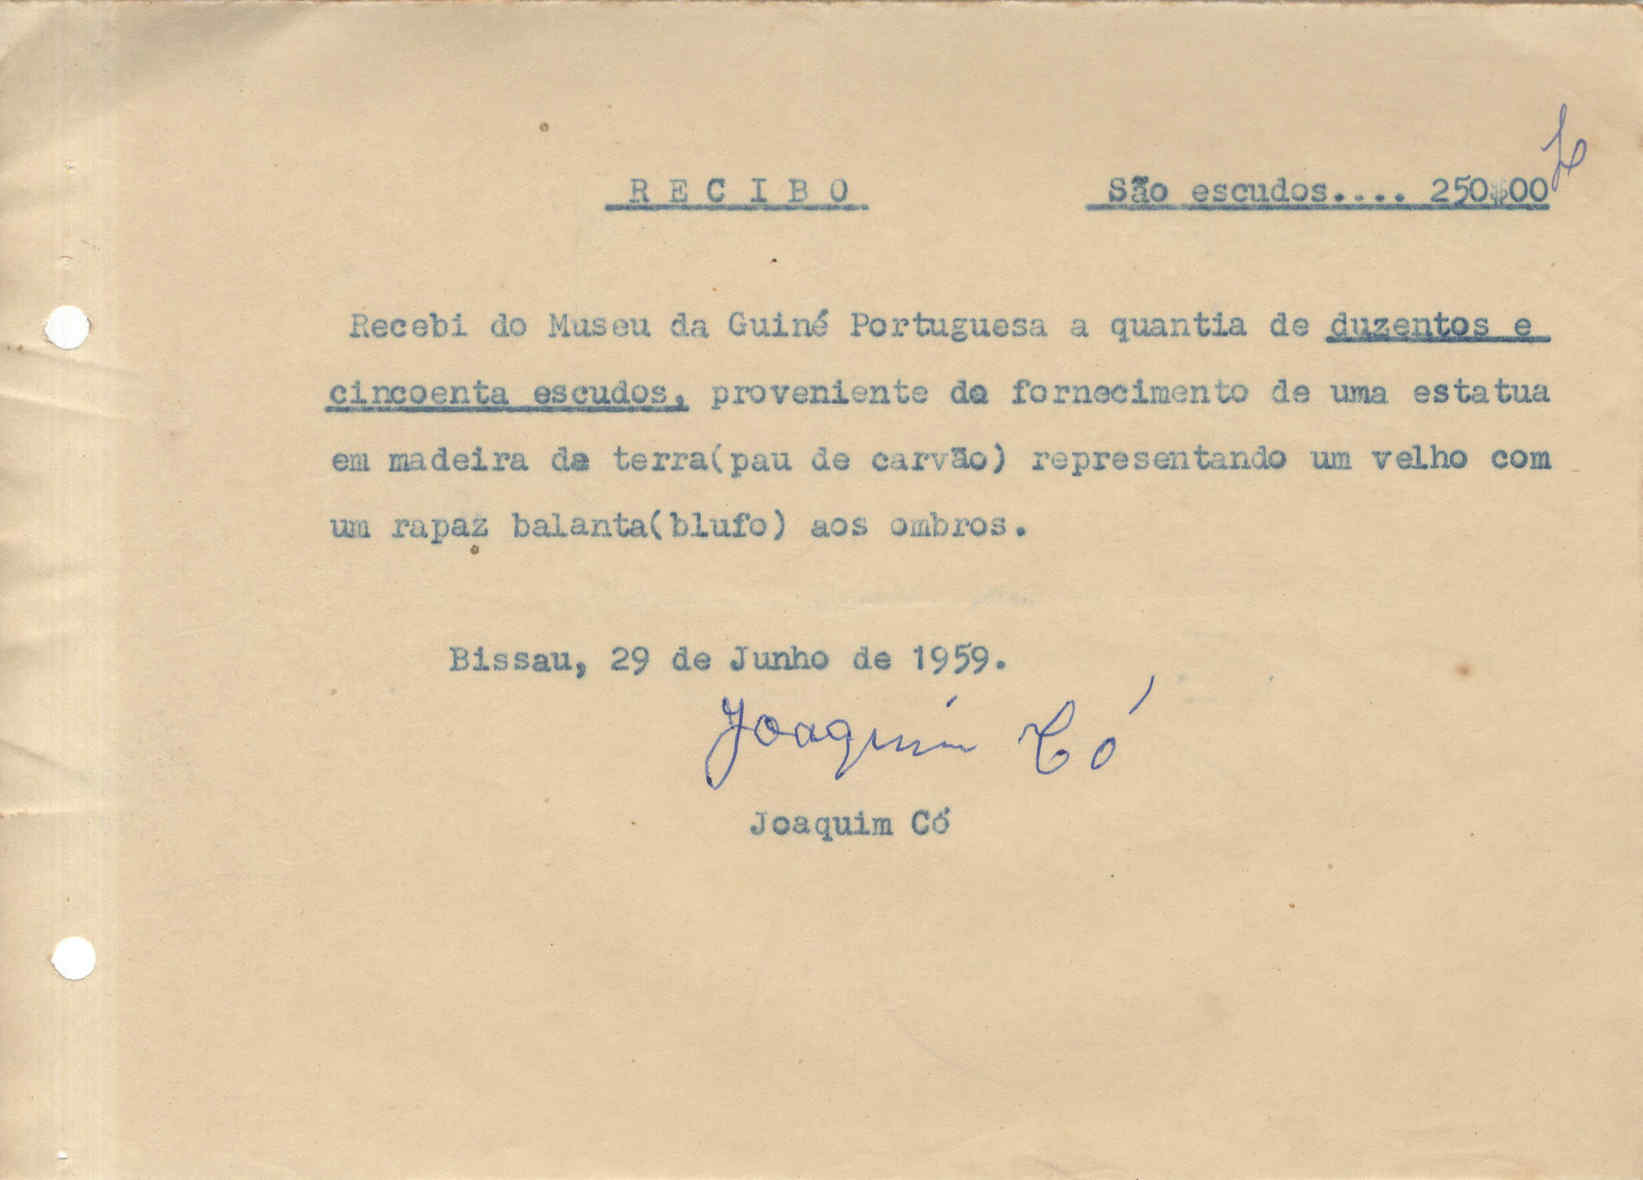 R E C I B O São escudos.... 250$00
Recebi do Museu da Guiné Portuguesa a quantia de duzentos e
cincoenta escudos, proveniente do fornecimento de uma estatua
em madeira da terra(pau de carvão) representando um velho com
um rapaz balanta(blufo) aos ombros.
Bissau, 29 de Junho de 1959.
Joaquim Có
Joaquim Có